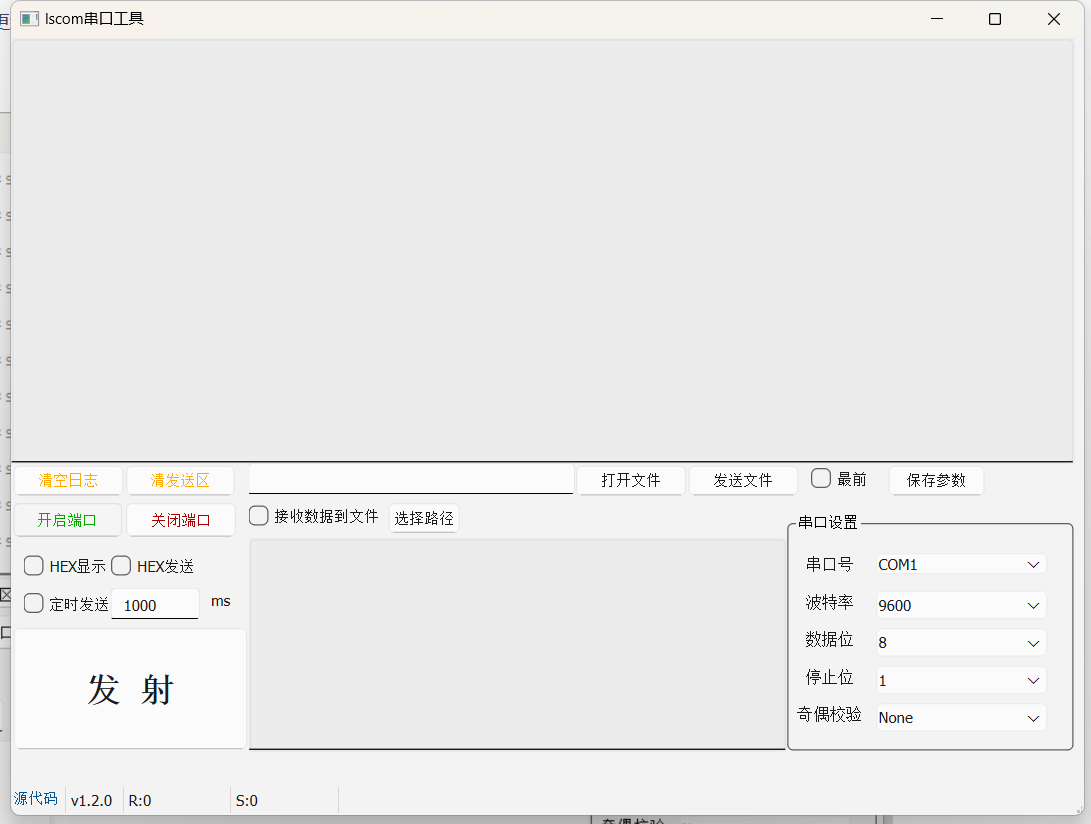 lscom串口工具
清空日志 清发送区 打开文件 发送文件 最前 保存参数
开启端口 关闭端口 接收数据到文件 选择路径
串口设置
HEX显示 HEX发送 串口号 COM1
定时发送 1000 ms 波特率 9600
数据位 8
停止位 1
发 射 奇偶校验 None
源代码 v1.2.0 R:0 S:0